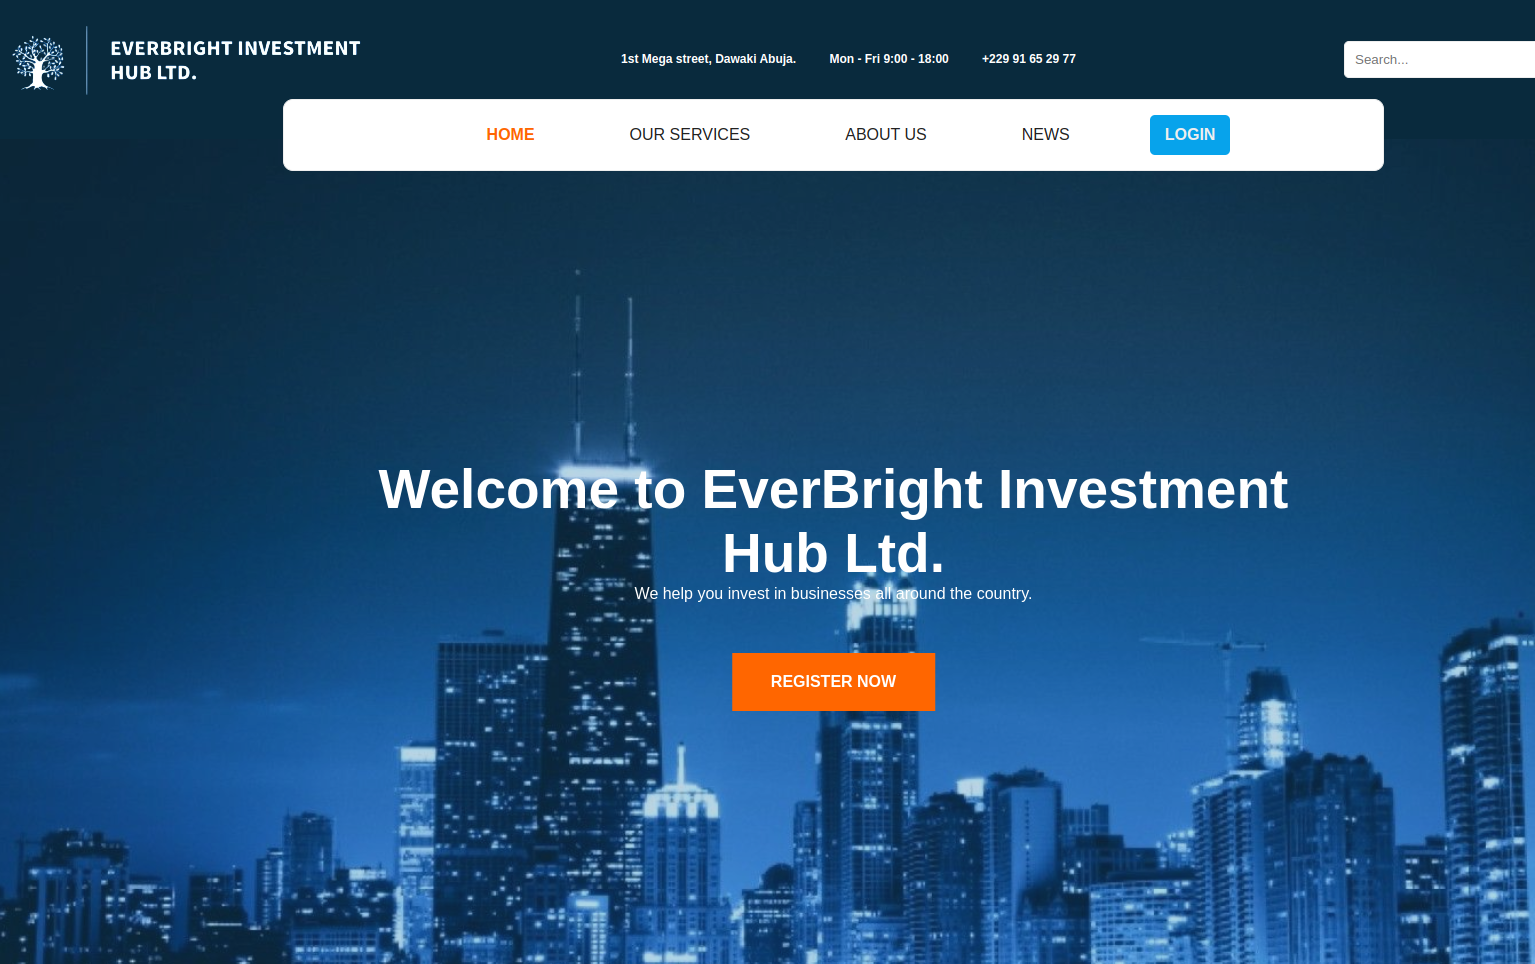 EVERBRIGHT INVESTMENT
HUB LTD.
1st Mega street, Dawaki Abuja.
Mon - Fri 9:00 - 18:00
+229 91 65 29 77
Search...
HOME
OUR SERVICES
ABOUT US
NEWS
LOGIN
Welcome to EverBright Investment
Hub Ltd.
We help you invest in businesses all around the country.
REGISTER NOW